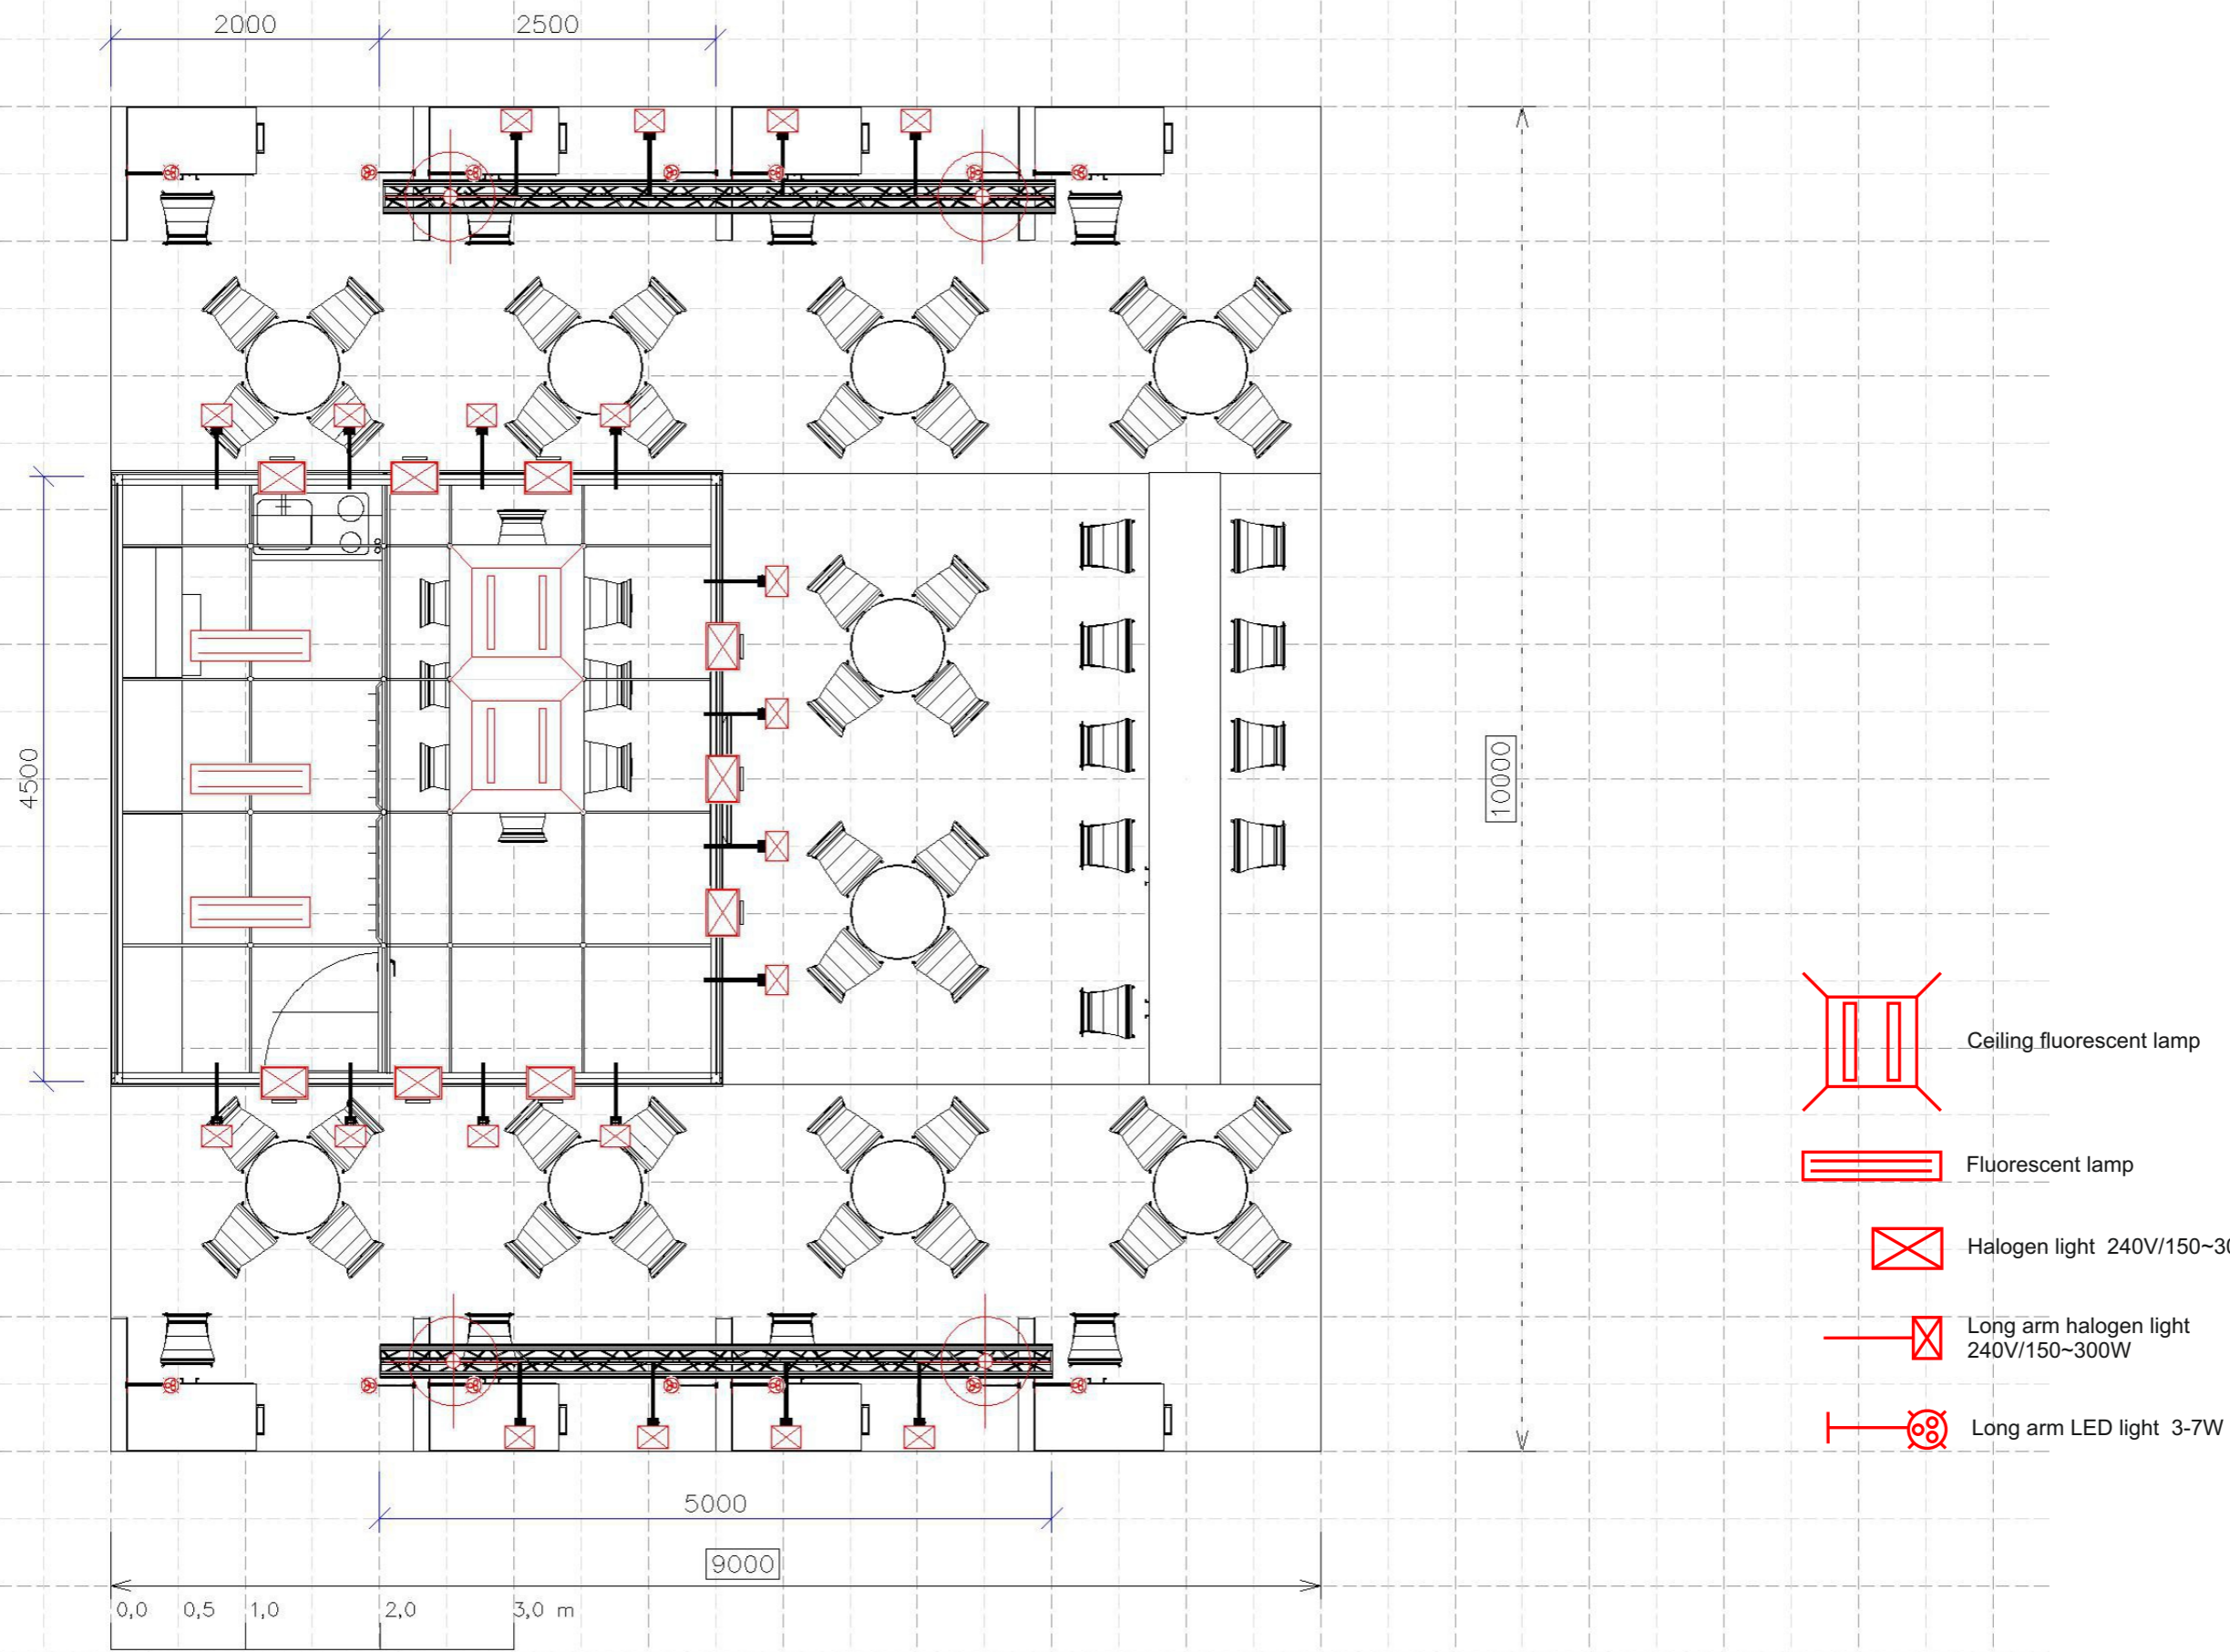 2000
2500
4500
10000
Ceiling fluorescent lamp
Fluorescent lamp
Halogen light 240V/150~30
Long arm halogen light
240V/150~300W
Long arm LED light 3-7W
5000
9000
0,0 0,5 1,0 2,0 3,0 m